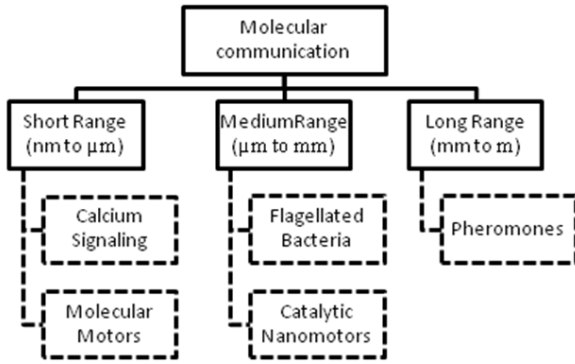 Molecular
communication
Short Range
(nm to μm)
MediumRange
(μm to mm)
Long Range
(mm to m)
Calcium
Signaling
Flagellated
Bacteria
Pheromones
Molecular
Motors
Catalytic
Nanomotors